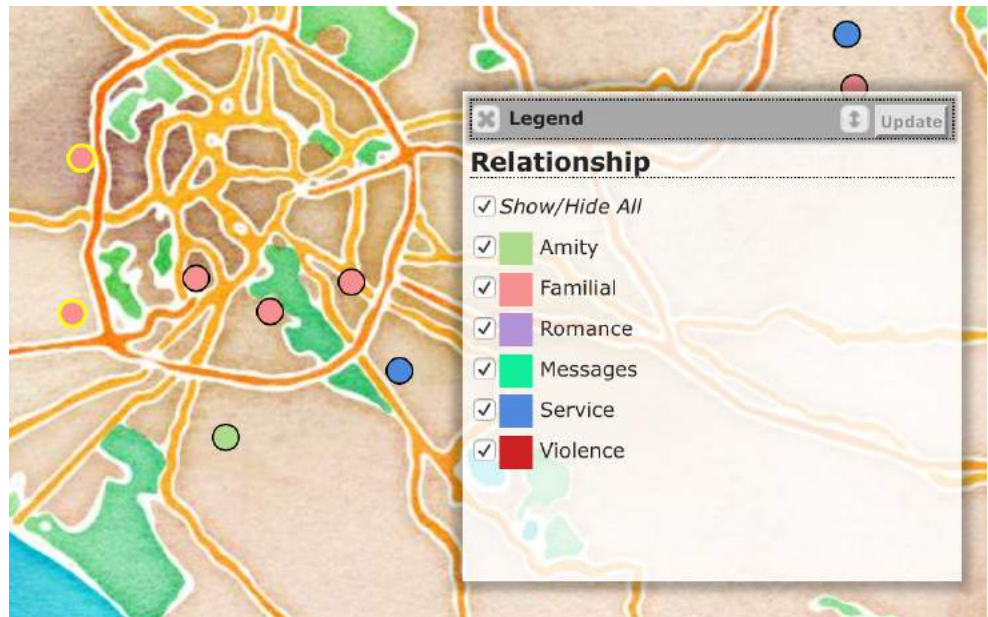 Legend
Update
Relationship
Show/Hide All
Amity
Familial
Romance
Messages
Service
Violence